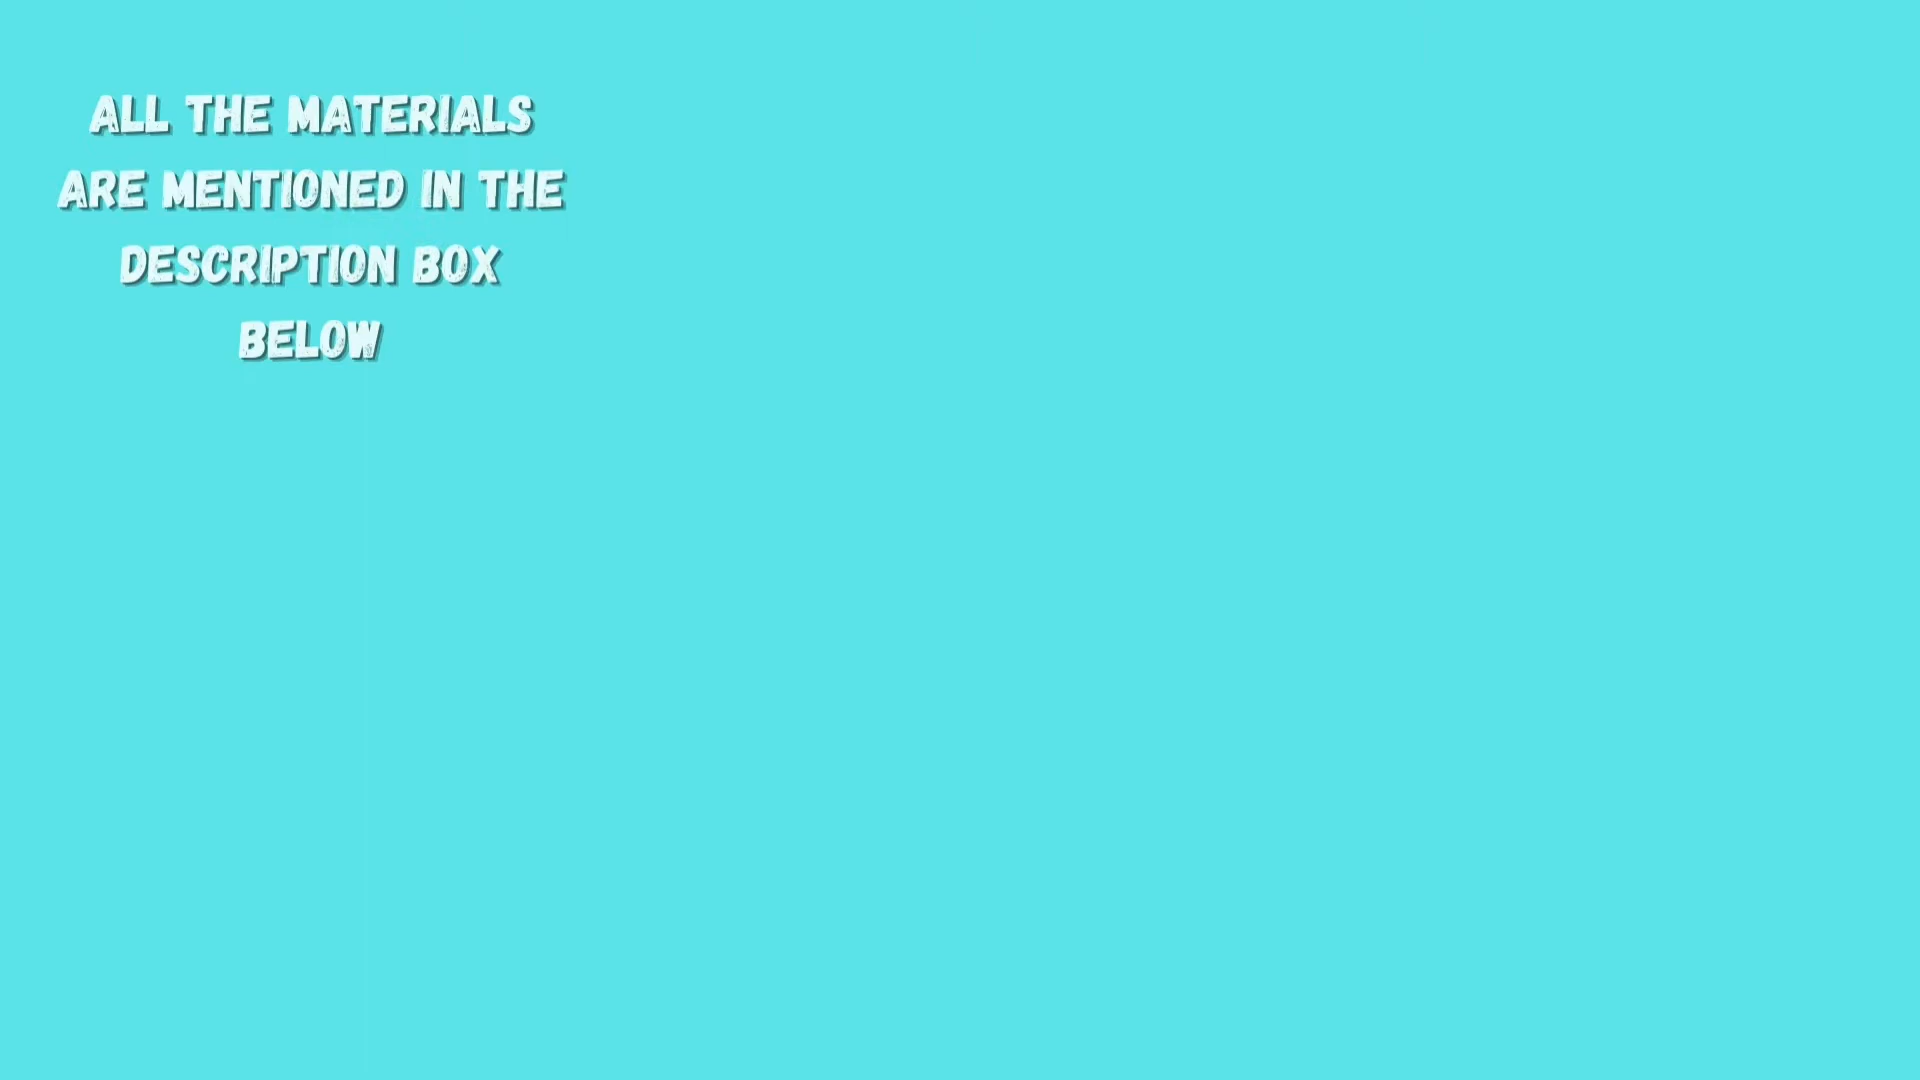 ALL THE MATERIALS
ARE MENTIONED IN THE
DESCRIPTION BOX
BELOW